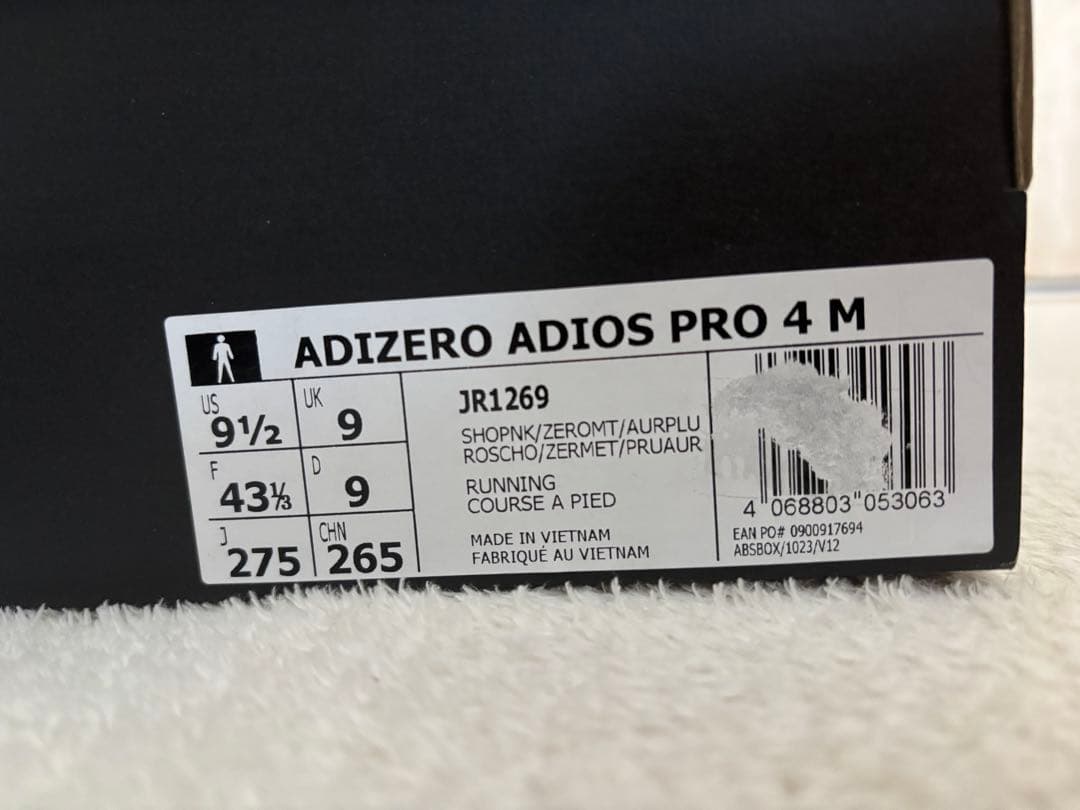 ADIZERO ADIOS PRO 4 M
US 9½
UK 9
F 43⅓
D 9
J 275
CHN 265
JR1269
SHOPNK/ZEROMT/AURPLU
ROSCHO/ZERMET/PRUAUR
RUNNING
COURSE A PIED
MADE IN VIETNAM
FABRIQUÉ AU VIETNAM
4 068803 053063
EAN PO# 0900917694
ABSBOX/1023/V12